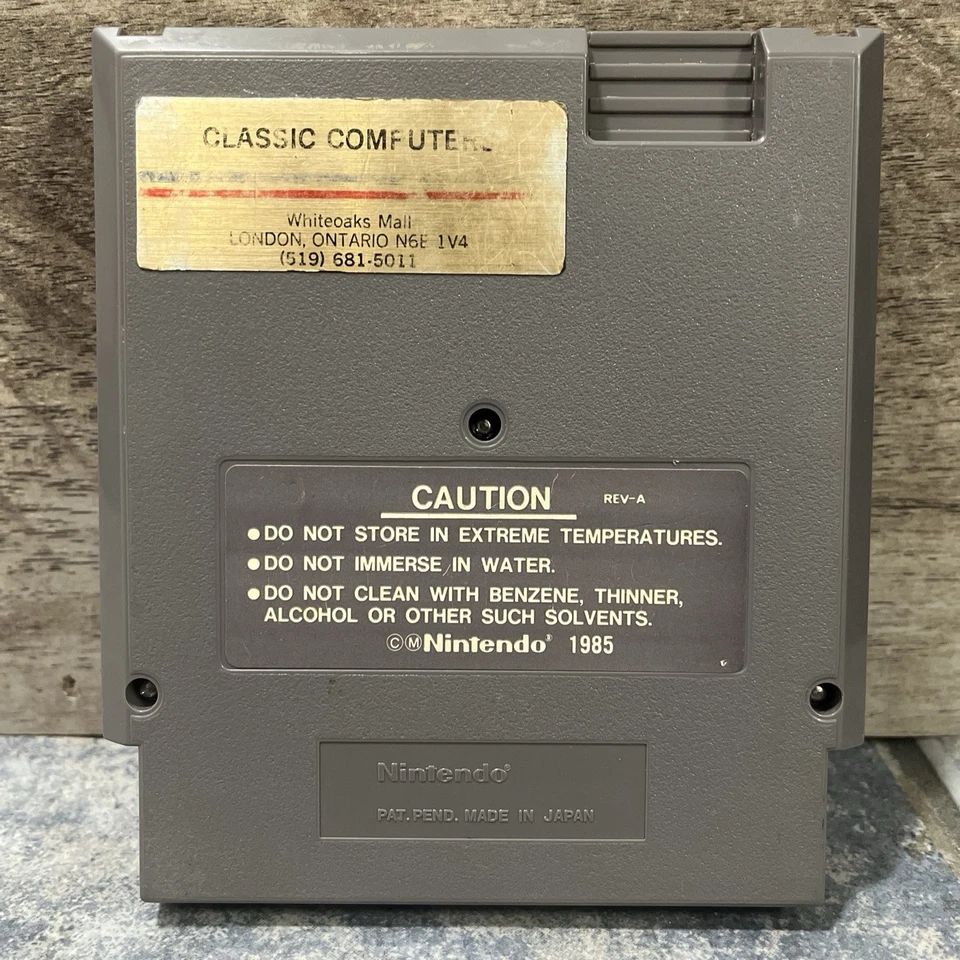 CLASSIC COMPUTERS
Whiteoaks Mall
LONDON, ONTARIO N6E 1V4
(519) 681-5011
CAUTION REV-A
●DO NOT STORE IN EXTREME TEMPERATURES.
●DO NOT IMMERSE IN WATER.
●DO NOT CLEAN WITH BENZENE, THINNER,
ALCOHOL OR OTHER SUCH SOLVENTS.
ⒸⓂNintendo® 1985
Nintendo®
PAT. PEND. MADE IN JAPAN